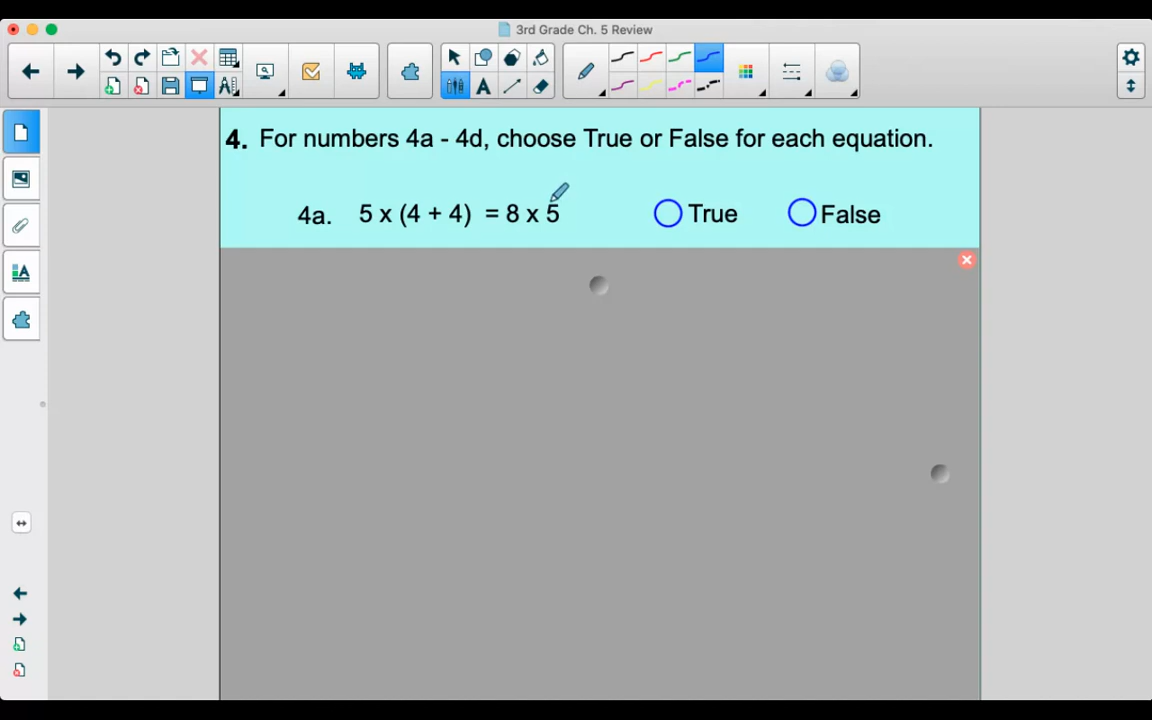 3rd Grade Ch. 5 Review
4. For numbers 4a - 4d, choose True or False for each equation.
4a. 5 x (4 + 4) = 8 x 5 True False